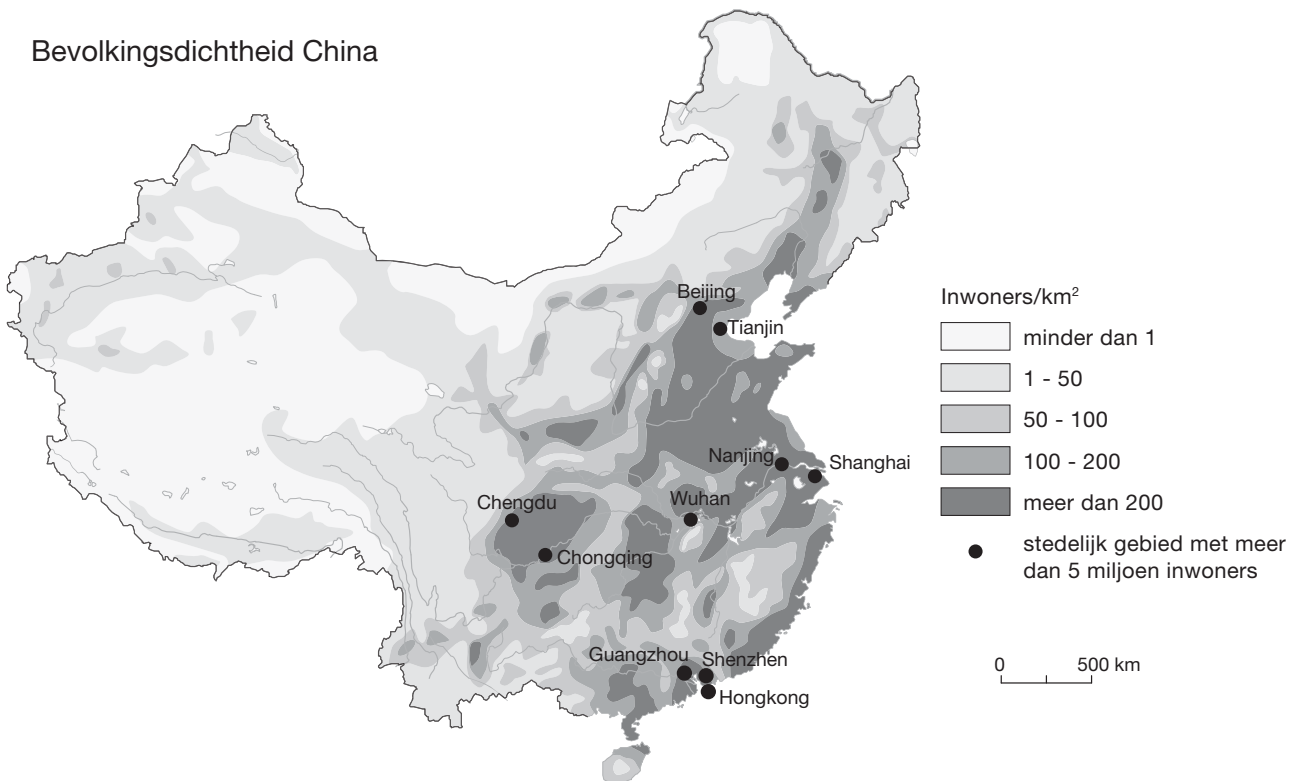 Bevolkingsdichtheid China
Beijing
Tianjin
Nanjing
Shanghai
Chengdu
Wuhan
Chongqing
Guangzhou
Shenzhen
Hongkong
Inwoners/km²
minder dan 1
1 - 50
50 - 100
100 - 200
meer dan 200
stedelijk gebied met meer
dan 5 miljoen inwoners
0 500 km